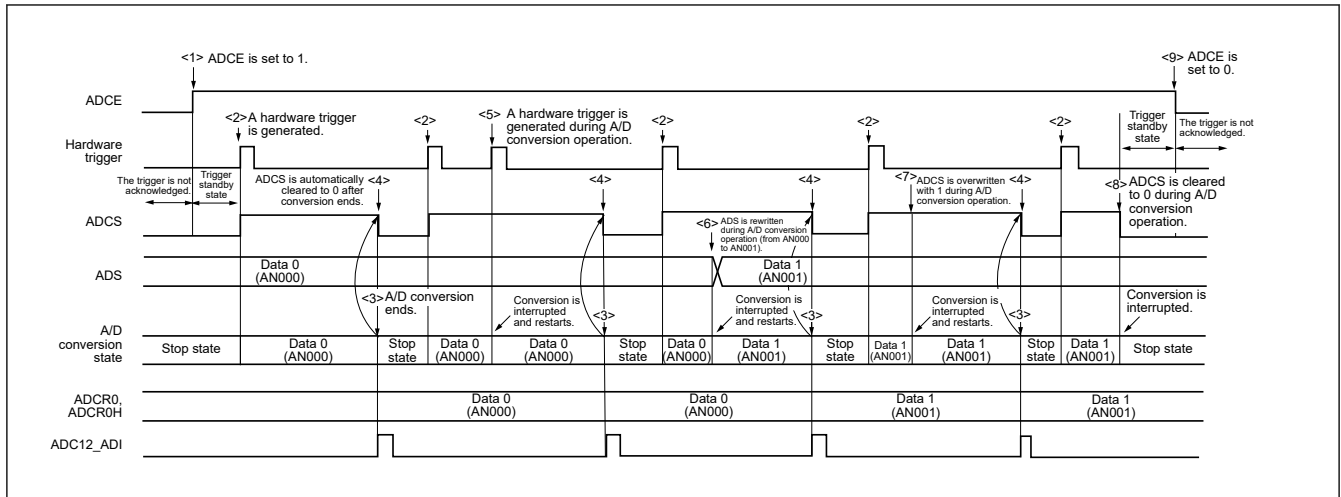 <1> ADCE is set to 1.
<9> ADCE is
set to 0.
ADCE
<2> A hardware trigger
is generated.
<2>
<5> A hardware trigger is
generated during A/D
conversion operation.
<2>
<2>
<2>
Trigger
standby
state
The trigger is not
acknowledged.
Hardware
trigger
The trigger is not
acknowledged.
Trigger
standby
state
ADCS is automatically
cleared to 0 after
conversion ends.
<4>
<4>
<4>
<7> ADCS is overwritten
with 1 during A/D
conversion operation.
<4>
<8> ADCS is cleared
to 0 during A/D
conversion
operation.
ADCS
<6> ADS is rewritten
during A/D conversion
operation (from AN000
to AN001).
ADS
Data 0
(AN000)
Data 1
(AN001)
<3> A/D conversion
ends.
Conversion is
interrupted
and restarts.
<3>
Conversion is
interrupted
and restarts.
<3>
Conversion is
interrupted
and restarts.
<3>
Conversion is
interrupted.
A/D
conversion
state
Stop state
Data 0
(AN000)
Stop
state
Data 0
(AN000)
Data 0
(AN000)
Stop
state
Data 0
(AN000)
Data 1
(AN001)
Stop
state
Data 1
(AN001)
Data 1
(AN001)
Stop
state
Data 1
(AN001)
Stop state
ADCR0,
ADCR0H
Data 0
(AN000)
Data 0
(AN000)
Data 1
(AN001)
Data 1
(AN001)
ADC12_ADI